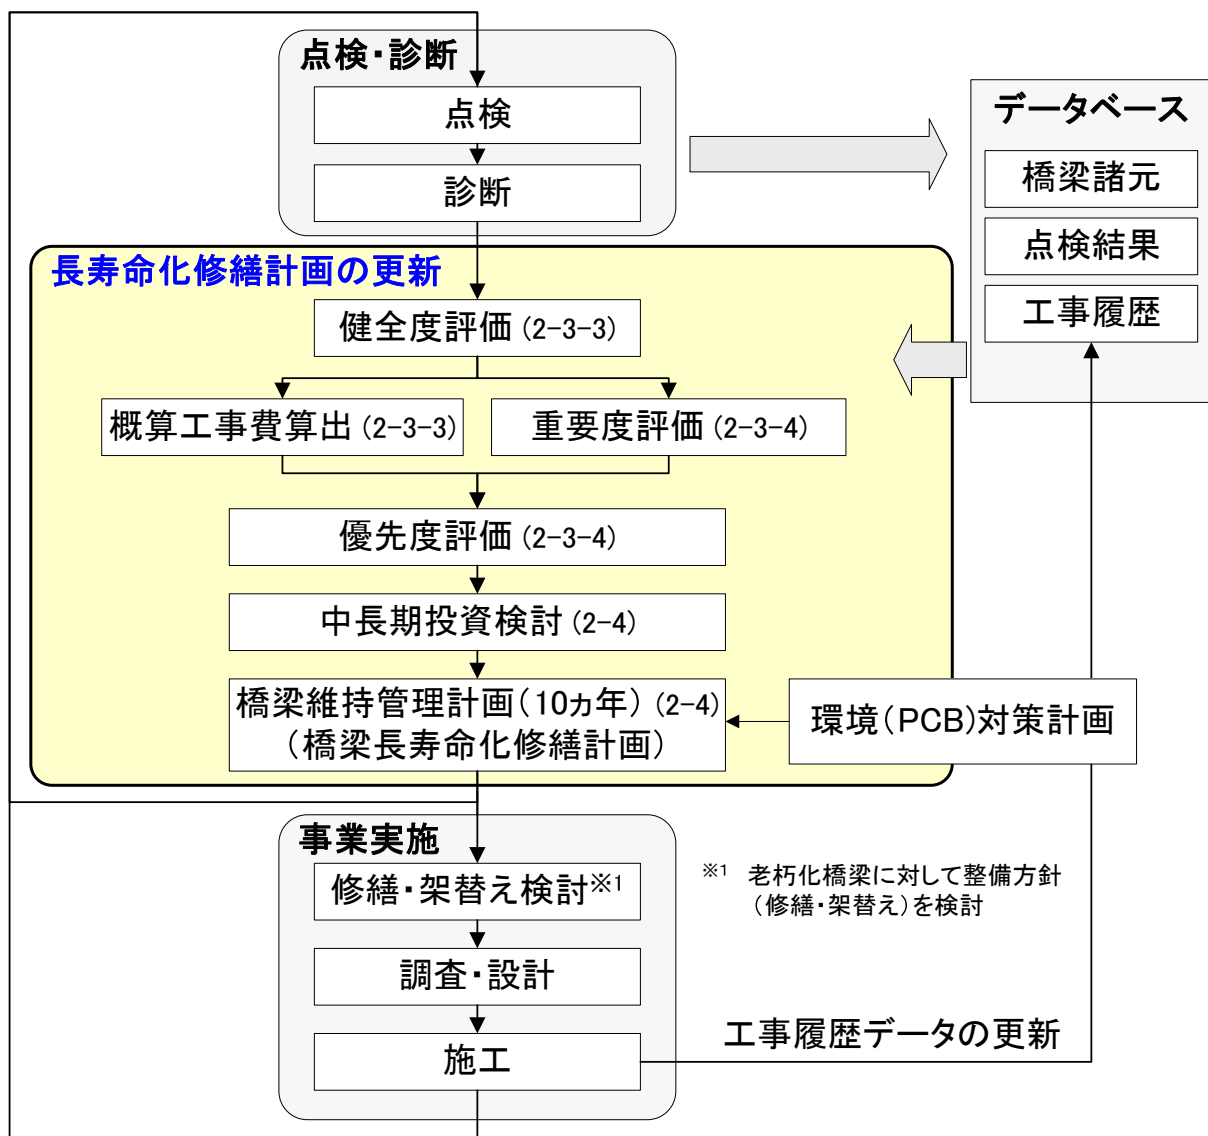 点検・診断
点検
診断
データベース
橋梁諸元
点検結果
工事履歴
長寿命化修繕計画の更新
健全度評価 (2-3-3)
概算工事費算出 (2-3-3)
重要度評価 (2-3-4)
優先度評価 (2-3-4)
中長期投資検討 (2-4)
橋梁維持管理計画(10ヵ年) (2-4)
(橋梁長寿命化修繕計画)
環境(PCB)対策計画
事業実施
修繕・架替え検討※1
※1 老朽化橋梁に対して整備方針
(修繕・架替え)を検討
調査・設計
施工
工事履歴データの更新